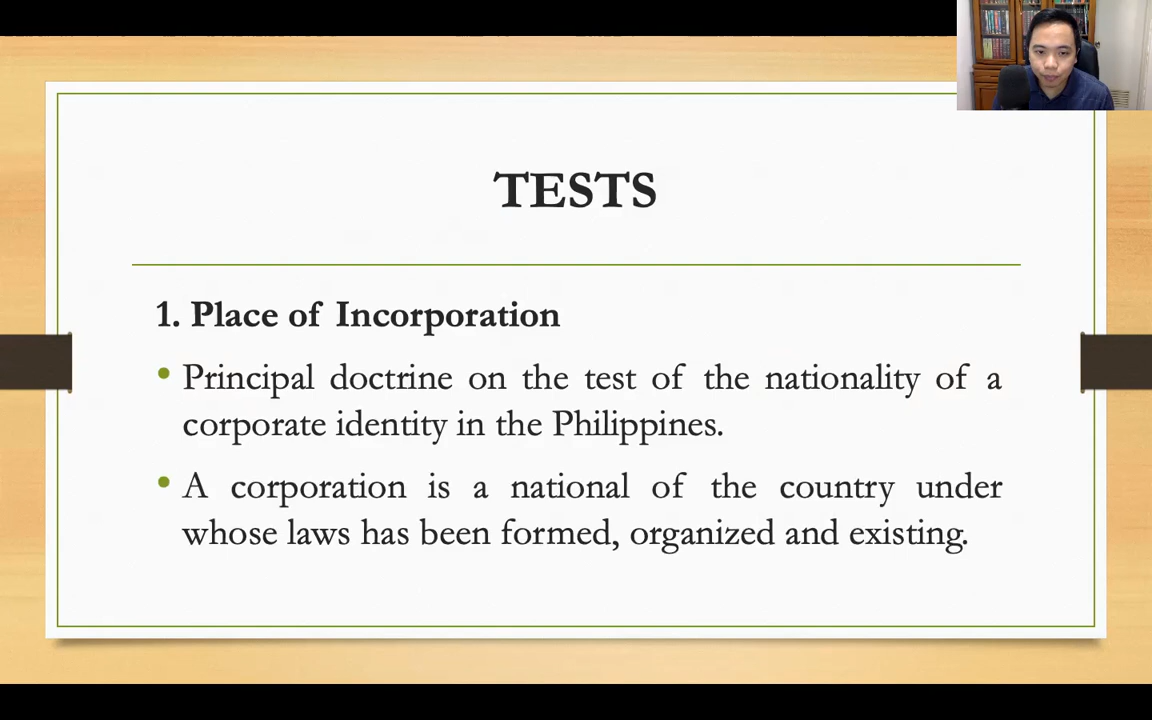 TESTS
1. Place of Incorporation
• Principal doctrine on the test of the nationality of a
corporate identity in the Philippines.
• A corporation is a national of the country under
whose laws has been formed, organized and existing.